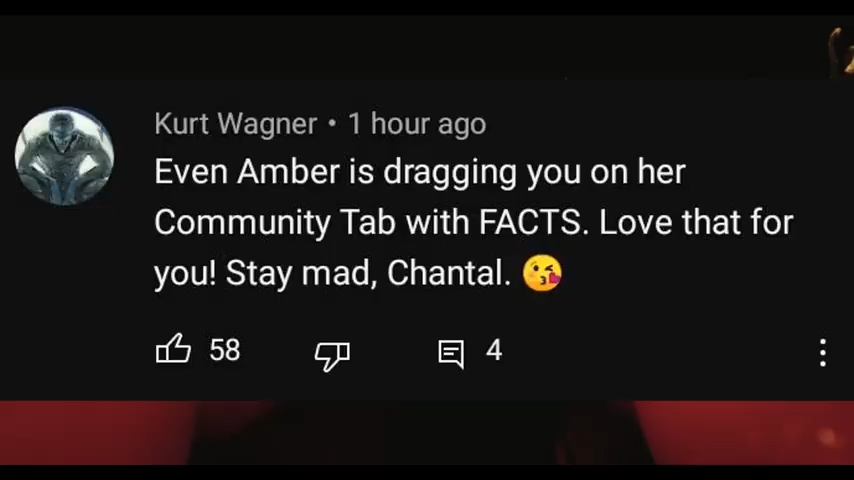 Kurt Wagner • 1 hour ago
Even Amber is dragging you on her
Community Tab with FACTS. Love that for
you! Stay mad, Chantal. 😘
58
4